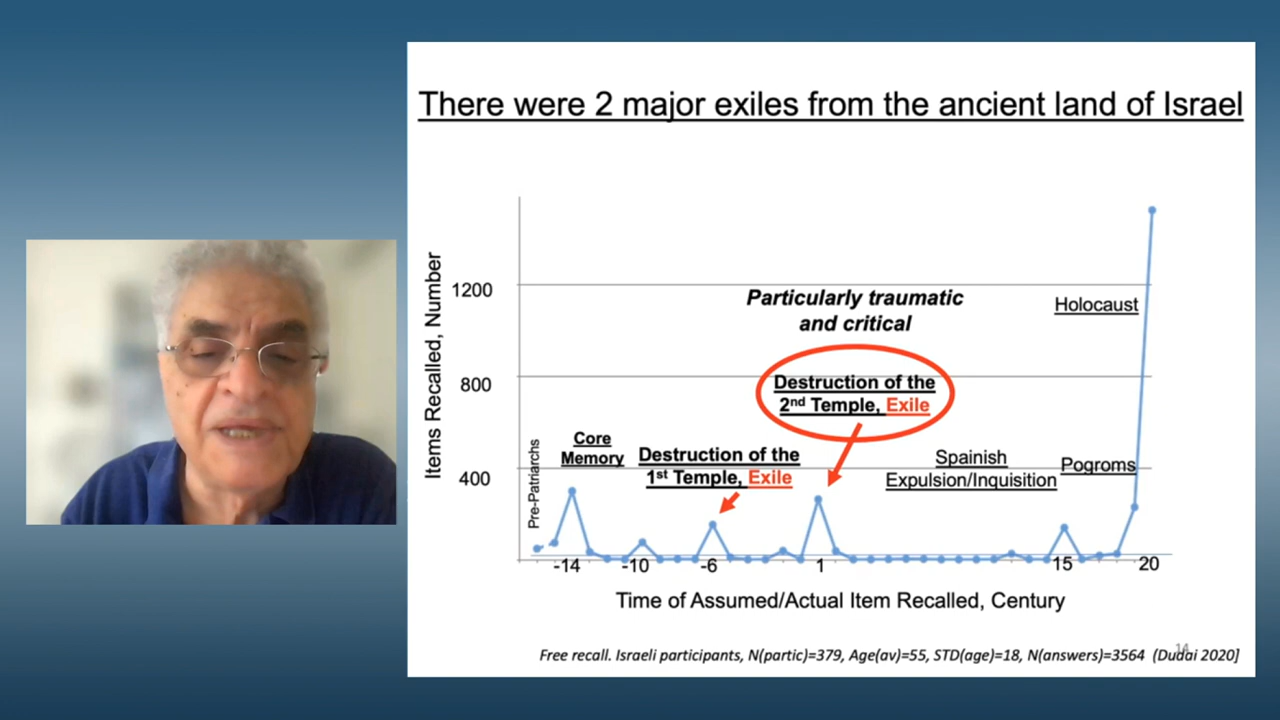 There were 2 major exiles from the ancient land of Israel
Items Recalled, Number
1200
800
400
Particularly traumatic
and critical
Holocaust
Destruction of the
2nd Temple, Exile
Pre-Patriarchs
Core
Memory
Destruction of the
1st Temple, Exile
Spainish
Expulsion/Inquisition
Pogroms
-14 -10 -6 1 15 20
Time of Assumed/Actual Item Recalled, Century
14
Free recall. Israeli participants, N(partic)=379, Age(av)=55, STD(age)=18, N(answers)=3564 (Dudai 2020]